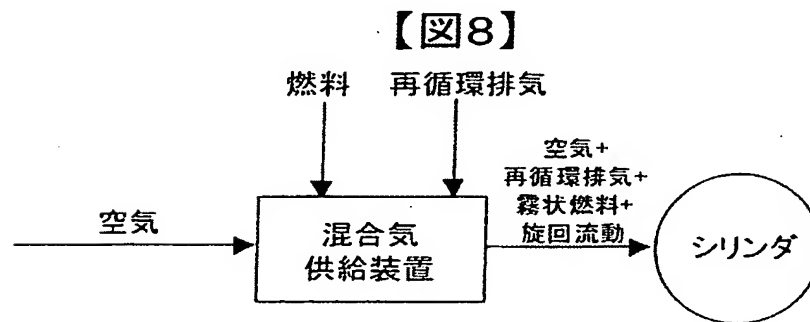 【図8】
燃料 再循環排気
空気
混合気
供給装置
空気+
再循環排気+
霧状燃料+
旋回流動
シリンダ